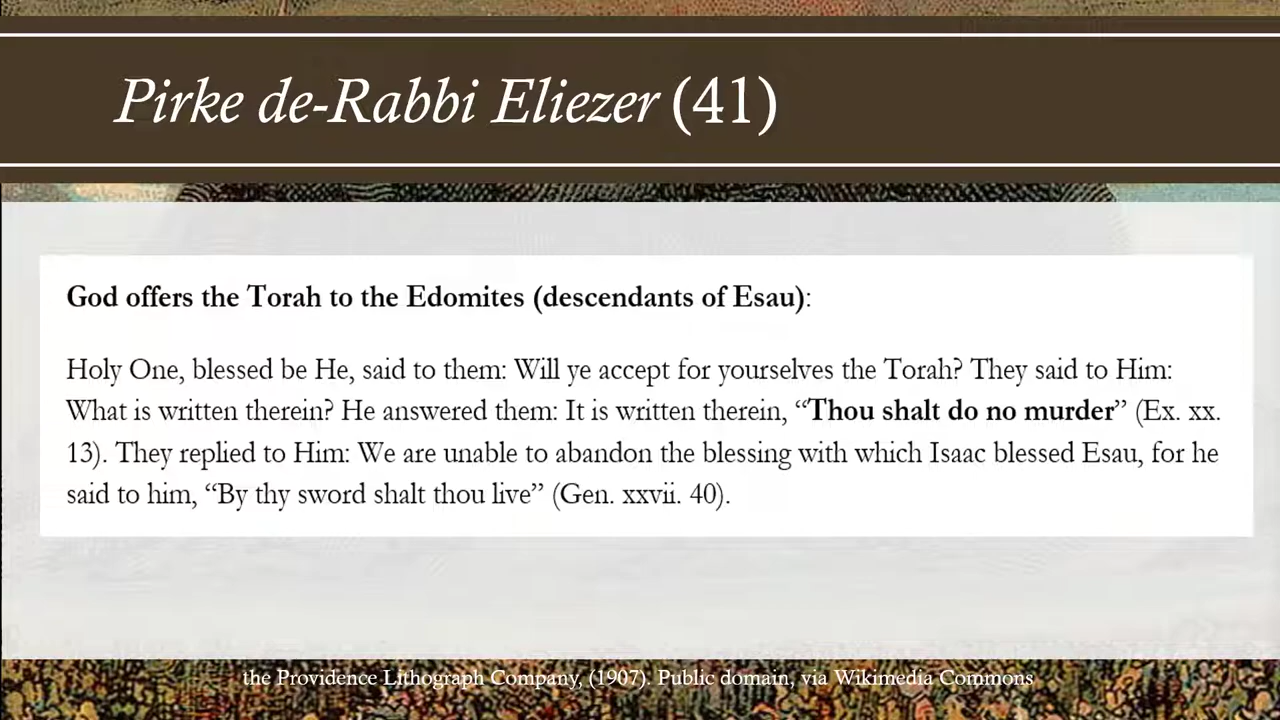 Pirke de-Rabbi Eliezer (41)
God offers the Torah to the Edomites (descendants of Esau):
Holy One, blessed be He, said to them: Will ye accept for yourselves the Torah? They said to Him:
What is written therein? He answered them: It is written therein, “Thou shalt do no murder” (Ex. xx.
13). They replied to Him: We are unable to abandon the blessing with which Isaac blessed Esau, for he
said to him, “By thy sword shalt thou live” (Gen. xxvii. 40).
the Providence Lithograph Company, (1907). Public domain, via Wikimedia Commons